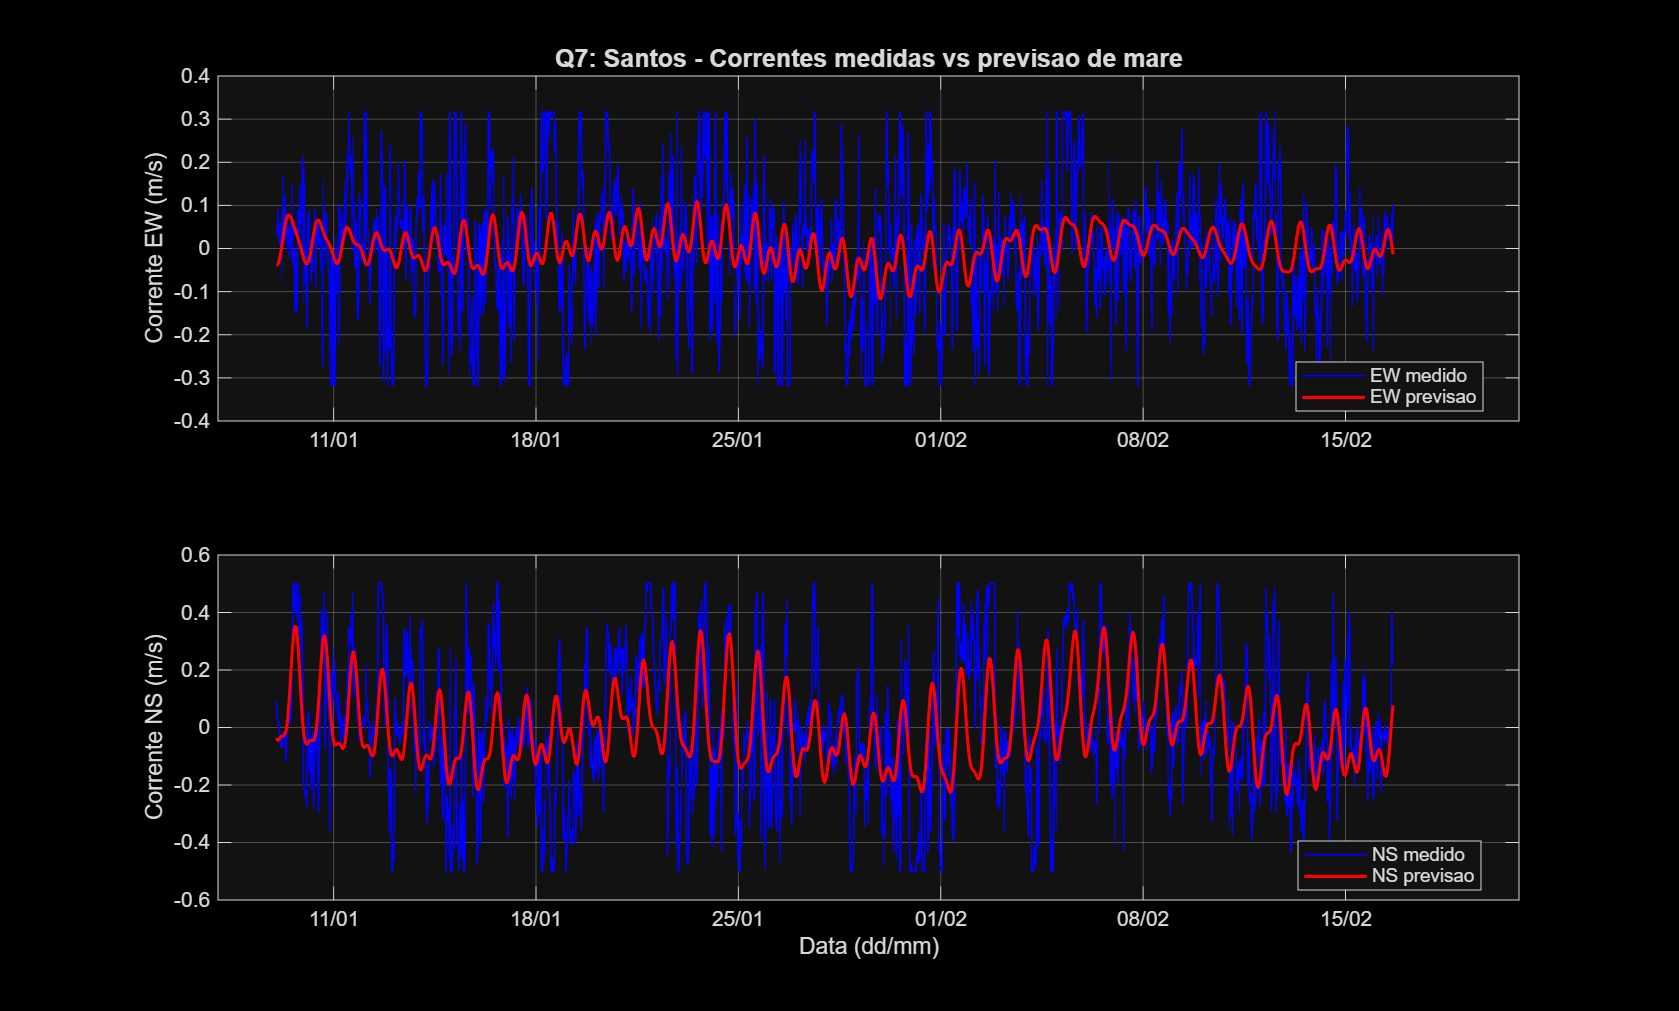 Q7: Santos - Correntes medidas vs previsao de mare
Corrente EW (m/s)
0.4
0.3
0.2
0.1
0
-0.1
-0.2
-0.3
-0.4
EW medido
EW previsao
11/01 18/01 25/01 01/02 08/02 15/02
Corrente NS (m/s)
0.6
0.4
0.2
0
-0.2
-0.4
-0.6
NS medido
NS previsao
11/01 18/01 25/01 01/02 08/02 15/02
Data (dd/mm)